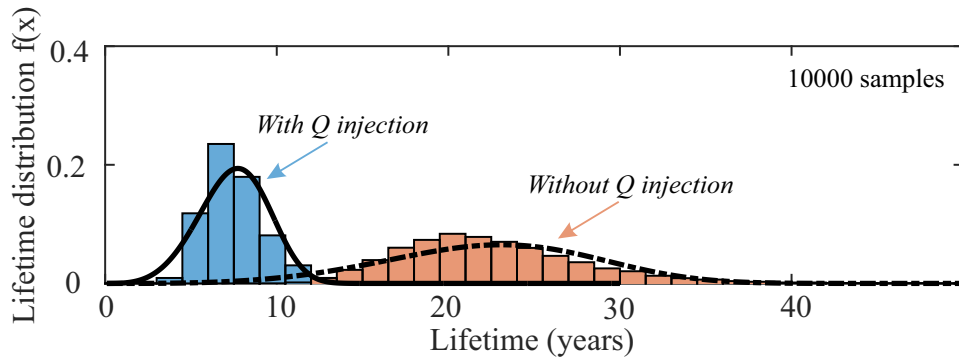 Lifetime distribution f(x)
0.4
0.2
0
10000 samples
With Q injection
Without Q injection
0
10
20
30
40
Lifetime (years)